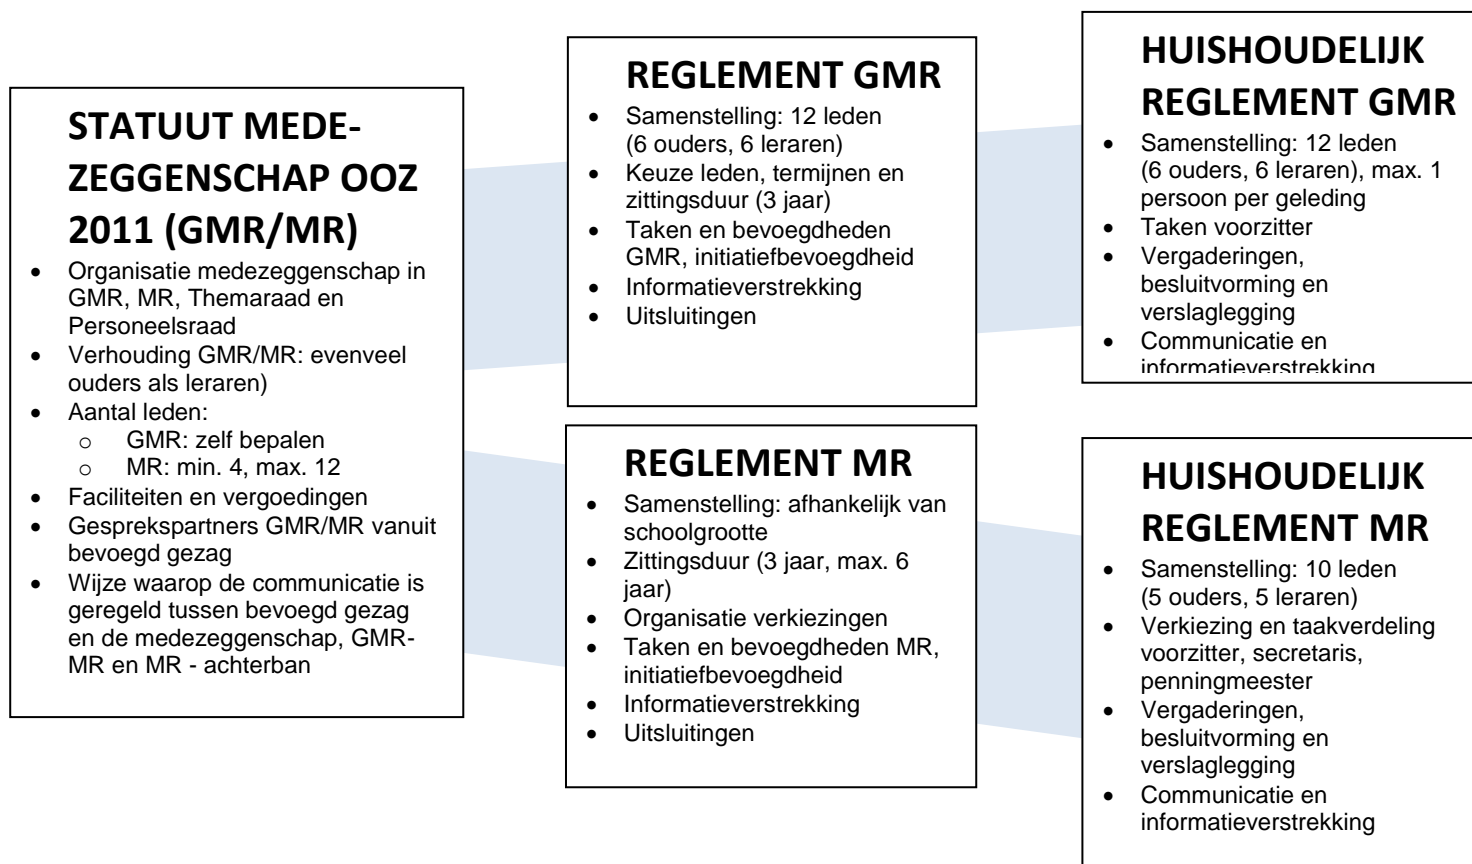 STATUUT MEDE-
ZEGGENSCHAP OOZ
2011 (GMR/MR)
• Organisatie medezeggenschap in
GMR, MR, Themaraad en
Personeelsraad
• Verhouding GMR/MR: evenveel
ouders als leraren)
• Aantal leden:
o GMR: zelf bepalen
o MR: min. 4, max. 12
• Faciliteiten en vergoedingen
• Gesprekspartners GMR/MR vanuit
bevoegd gezag
• Wijze waarop de communicatie is
geregeld tussen bevoegd gezag
en de medezeggenschap, GMR-
MR en MR - achterban
REGLEMENT GMR
• Samenstelling: 12 leden
(6 ouders, 6 leraren)
• Keuze leden, termijnen en
zittingsduur (3 jaar)
• Taken en bevoegdheden
GMR, initiatiefbevoegdheid
• Informatieverstrekking
• Uitsluitingen
REGLEMENT MR
• Samenstelling: afhankelijk van
schoolgrootte
• Zittingsduur (3 jaar, max. 6
jaar)
• Organisatie verkiezingen
• Taken en bevoegdheden MR,
initiatiefbevoegdheid
• Informatieverstrekking
• Uitsluitingen
HUISHOUDELIJK
REGLEMENT GMR
• Samenstelling: 12 leden
(6 ouders, 6 leraren), max. 1
persoon per geleding
• Taken voorzitter
• Vergaderingen,
besluitvorming en
verslaglegging
• Communicatie en
informatieverstrekking
HUISHOUDELIJK
REGLEMENT MR
• Samenstelling: 10 leden
(5 ouders, 5 leraren)
• Verkiezing en taakverdeling
voorzitter, secretaris,
penningmeester
• Vergaderingen,
besluitvorming en
verslaglegging
• Communicatie en
informatieverstrekking